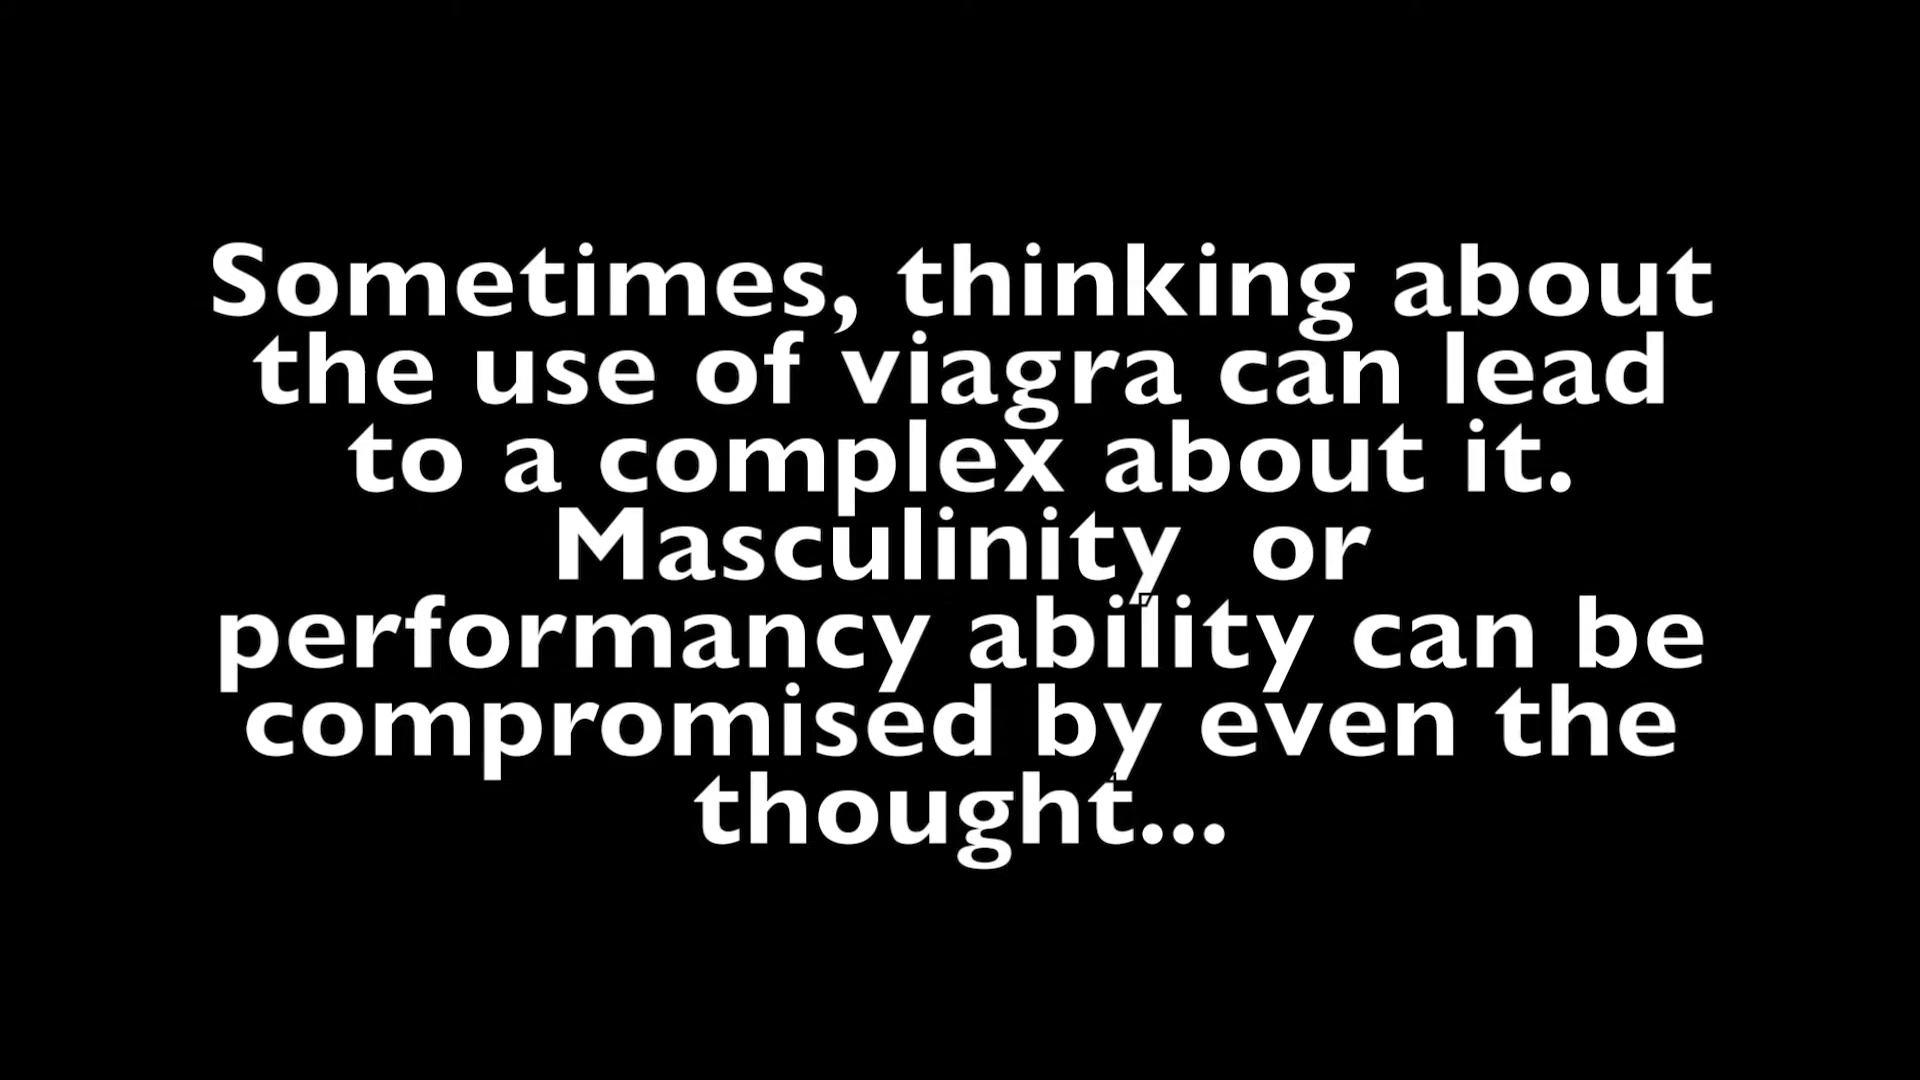 Sometimes, thinking about
the use of viagra can lead
to a complex about it.
Masculinity  or
performancy ability can be
compromised by even the
thought...